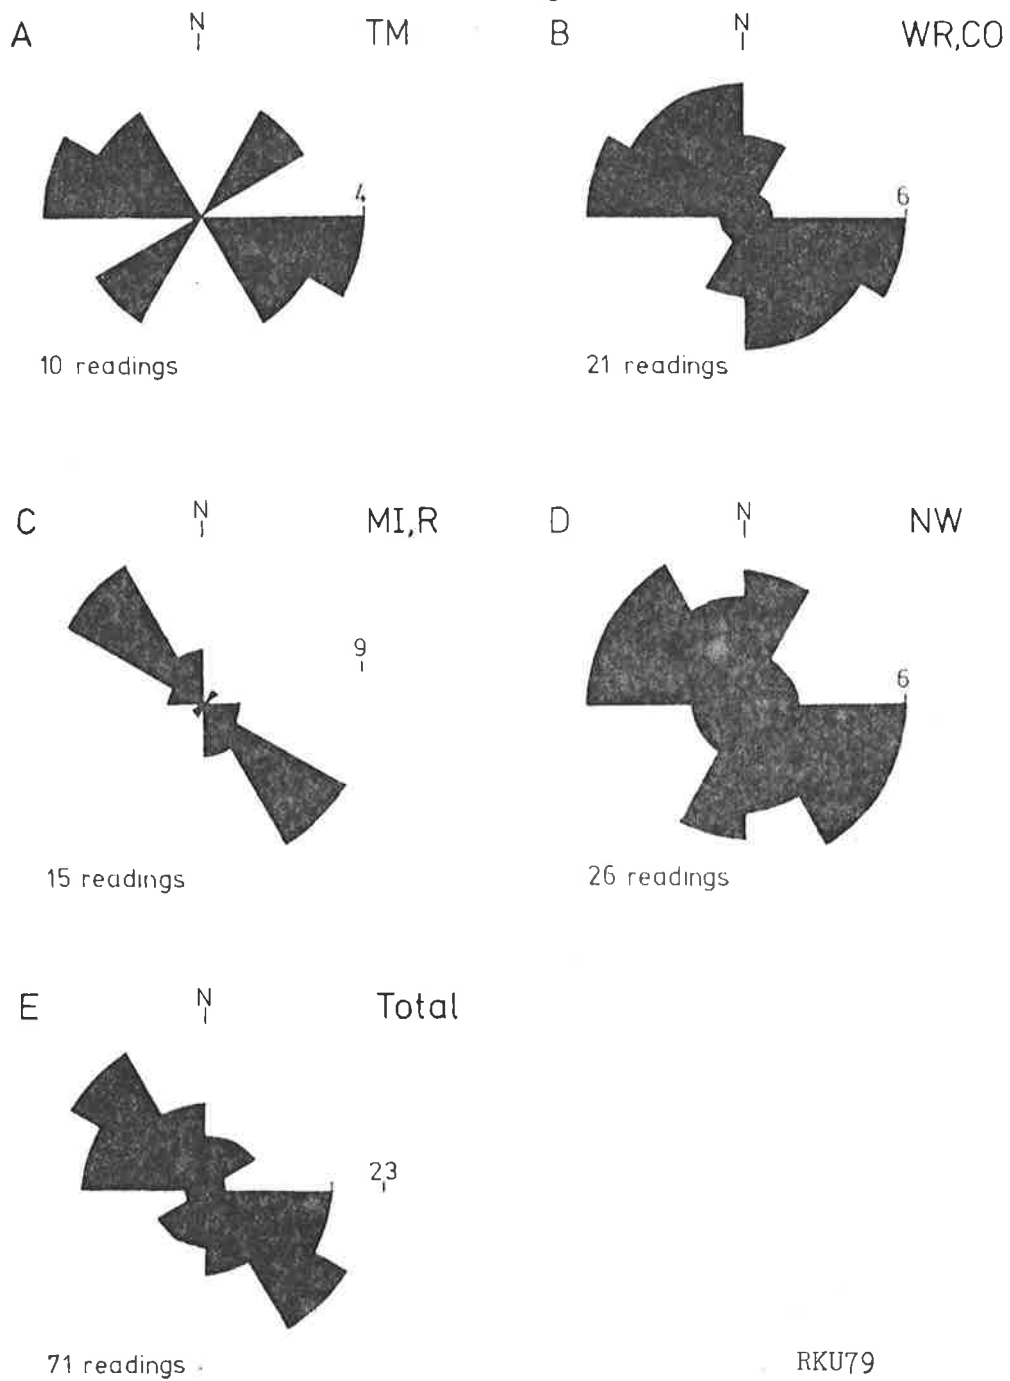 A N TM
4
10 readings
B N WR,CO
6
21 readings
C N MI,R
9
15 readings
D N NW
6
26 readings
E N Total
23
71 readings
RKU79